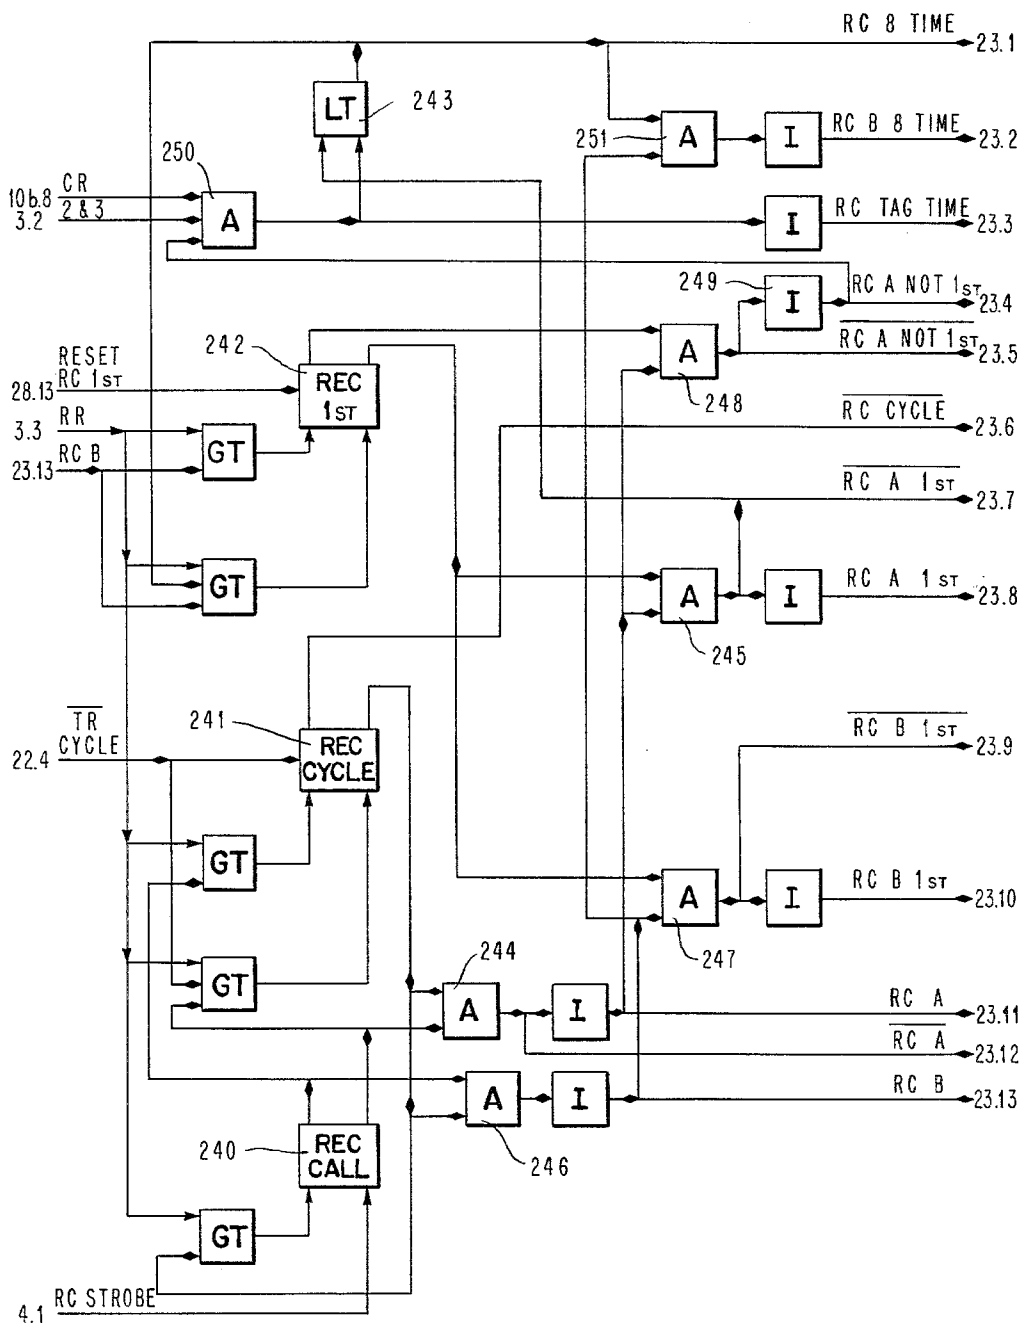 RC 8 TIME
23.1
LT
243
A
251
I
RC B 8 TIME
23.2
250
10b.8
CR
3.2
2 & 3
A
I
RC TAG TIME
23.3
249
I
RC A NOT 1ST
23.4
RC A NOT 1ST
23.5
A
248
RESET
RC 1ST
28.13
242
REC
1ST
RR
3.3
RC B
23.13
GT
RC CYCLE
23.6
RC A 1ST
23.7
GT
A
245
I
RC A 1ST
23.8
TR
CYCLE
22.4
241
REC
CYCLE
RC B 1ST
23.9
GT
A
247
I
RC B 1ST
23.10
GT
244
A
I
RC A
23.11
RC A
23.12
A
246
I
RC B
23.13
240
REC
CALL
GT
RC STROBE
4.1